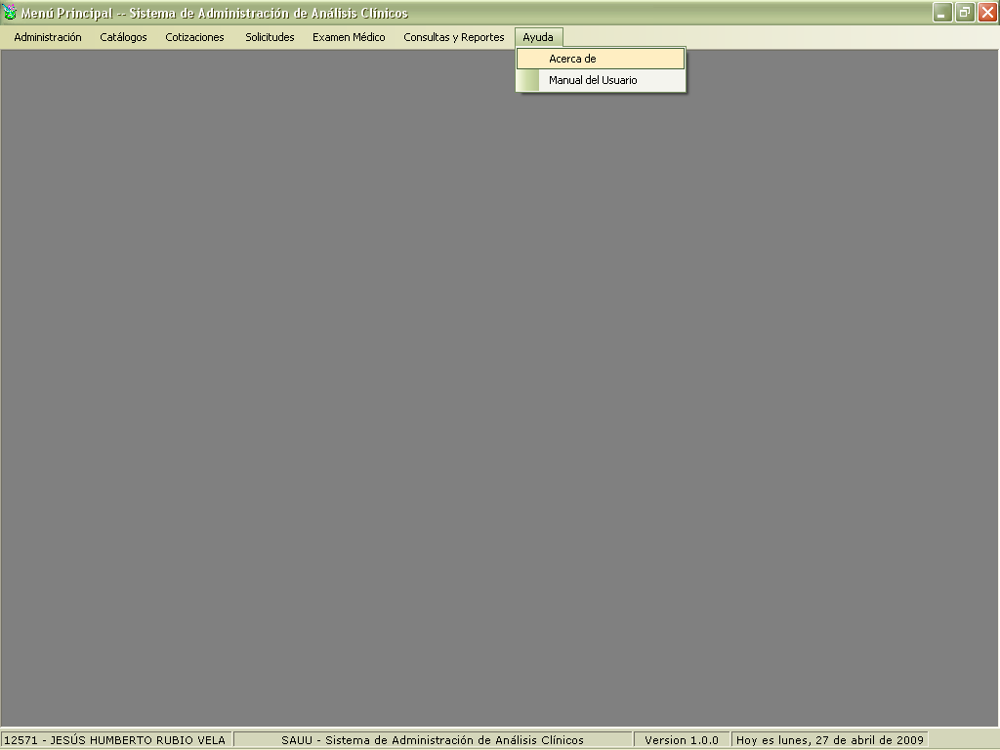 Menú Principal -- Sistema de Administración de Análisis Clínicos
Administración Catálogos Cotizaciones Solicitudes Examen Médico Consultas y Reportes Ayuda
Acerca de
Manual del Usuario
12571 - JESÚS HUMBERTO RUBIO VELA SAUU - Sistema de Administración de Análisis Clínicos Version 1.0.0 Hoy es lunes, 27 de abril de 2009